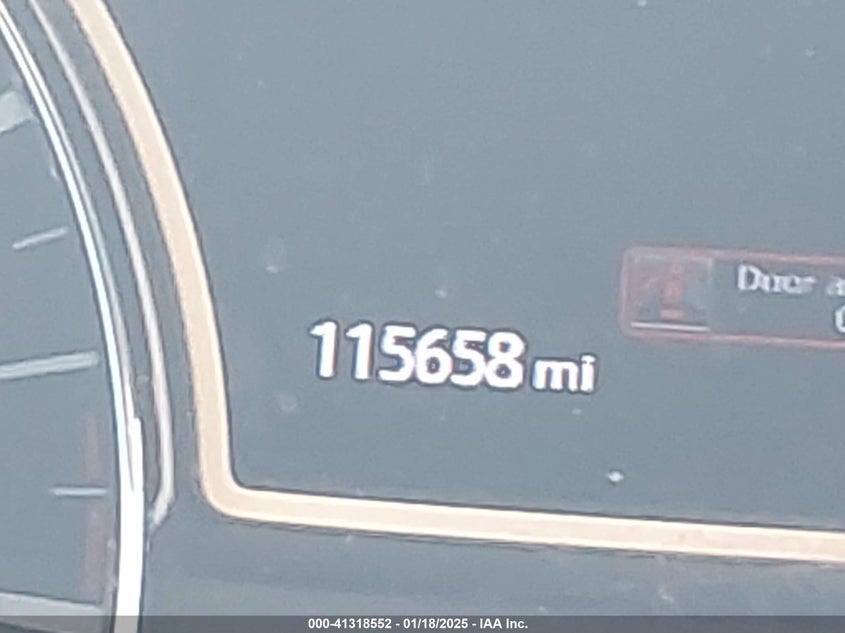 Door
115658 mi
000-41318552 - 01/18/2025 - IAA Inc.